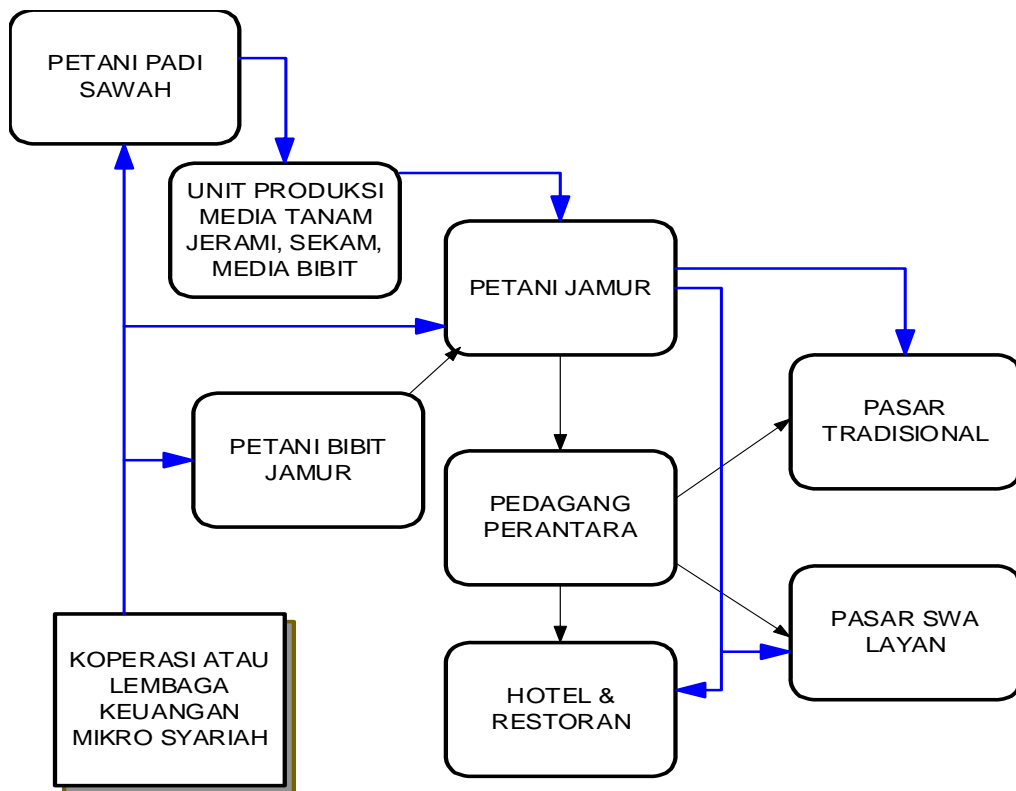 PETANI PADI
SAWAH
UNIT PRODUKSI
MEDIA TANAM
JERAMI, SEKAM,
MEDIA BIBIT
PETANI JAMUR
PETANI BIBIT
JAMUR
PASAR
TRADISIONAL
PEDAGANG
PERANTARA
KOPERASI ATAU
LEMBAGA
KEUANGAN
MIKRO SYARIAH
HOTEL &
RESTORAN
PASAR SWA
LAYAN